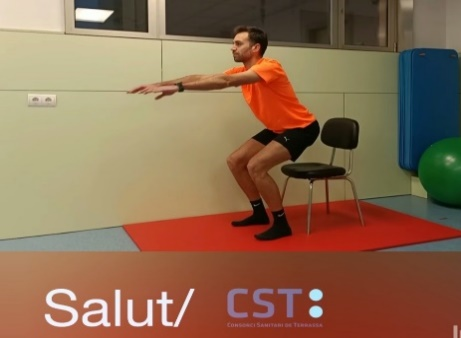 Salut/
CST:
CONSORCI SANITARI DE TERRASSA